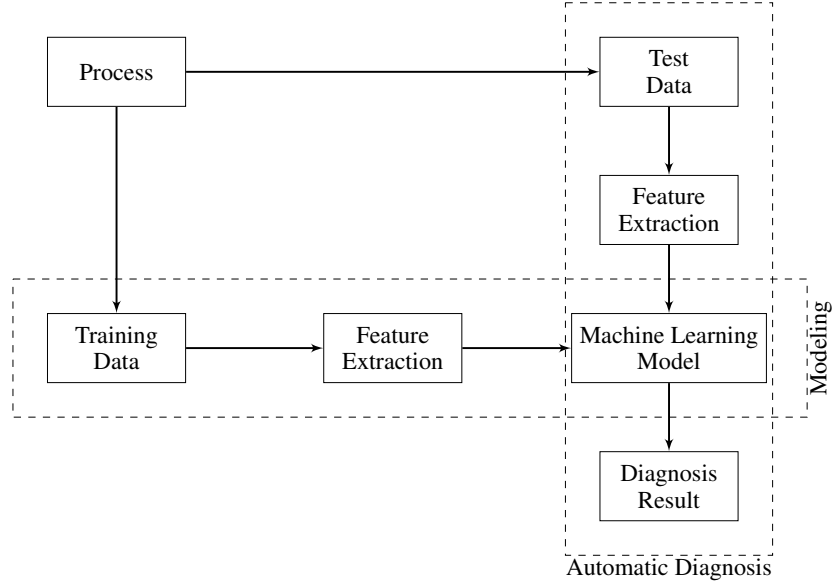 Process
Test
Data
Feature
Extraction
Training
Data
Feature
Extraction
Machine Learning
Model
Modeling
Diagnosis
Result
Automatic Diagnosis